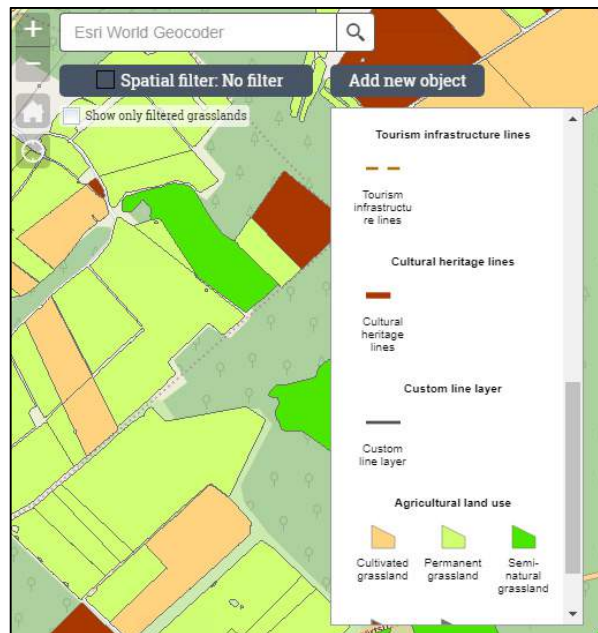 Esri World Geocoder
Spatial filter: No filter
Add new object
Show only filtered grasslands
Tourism infrastructure lines
Tourism
infrastructu
re lines
Cultural heritage lines
Cultural
heritage
lines
Custom line layer
Custom
line layer
Agricultural land use
Cultivated
grassland
Permanent
grassland
Semi-
natural
grassland